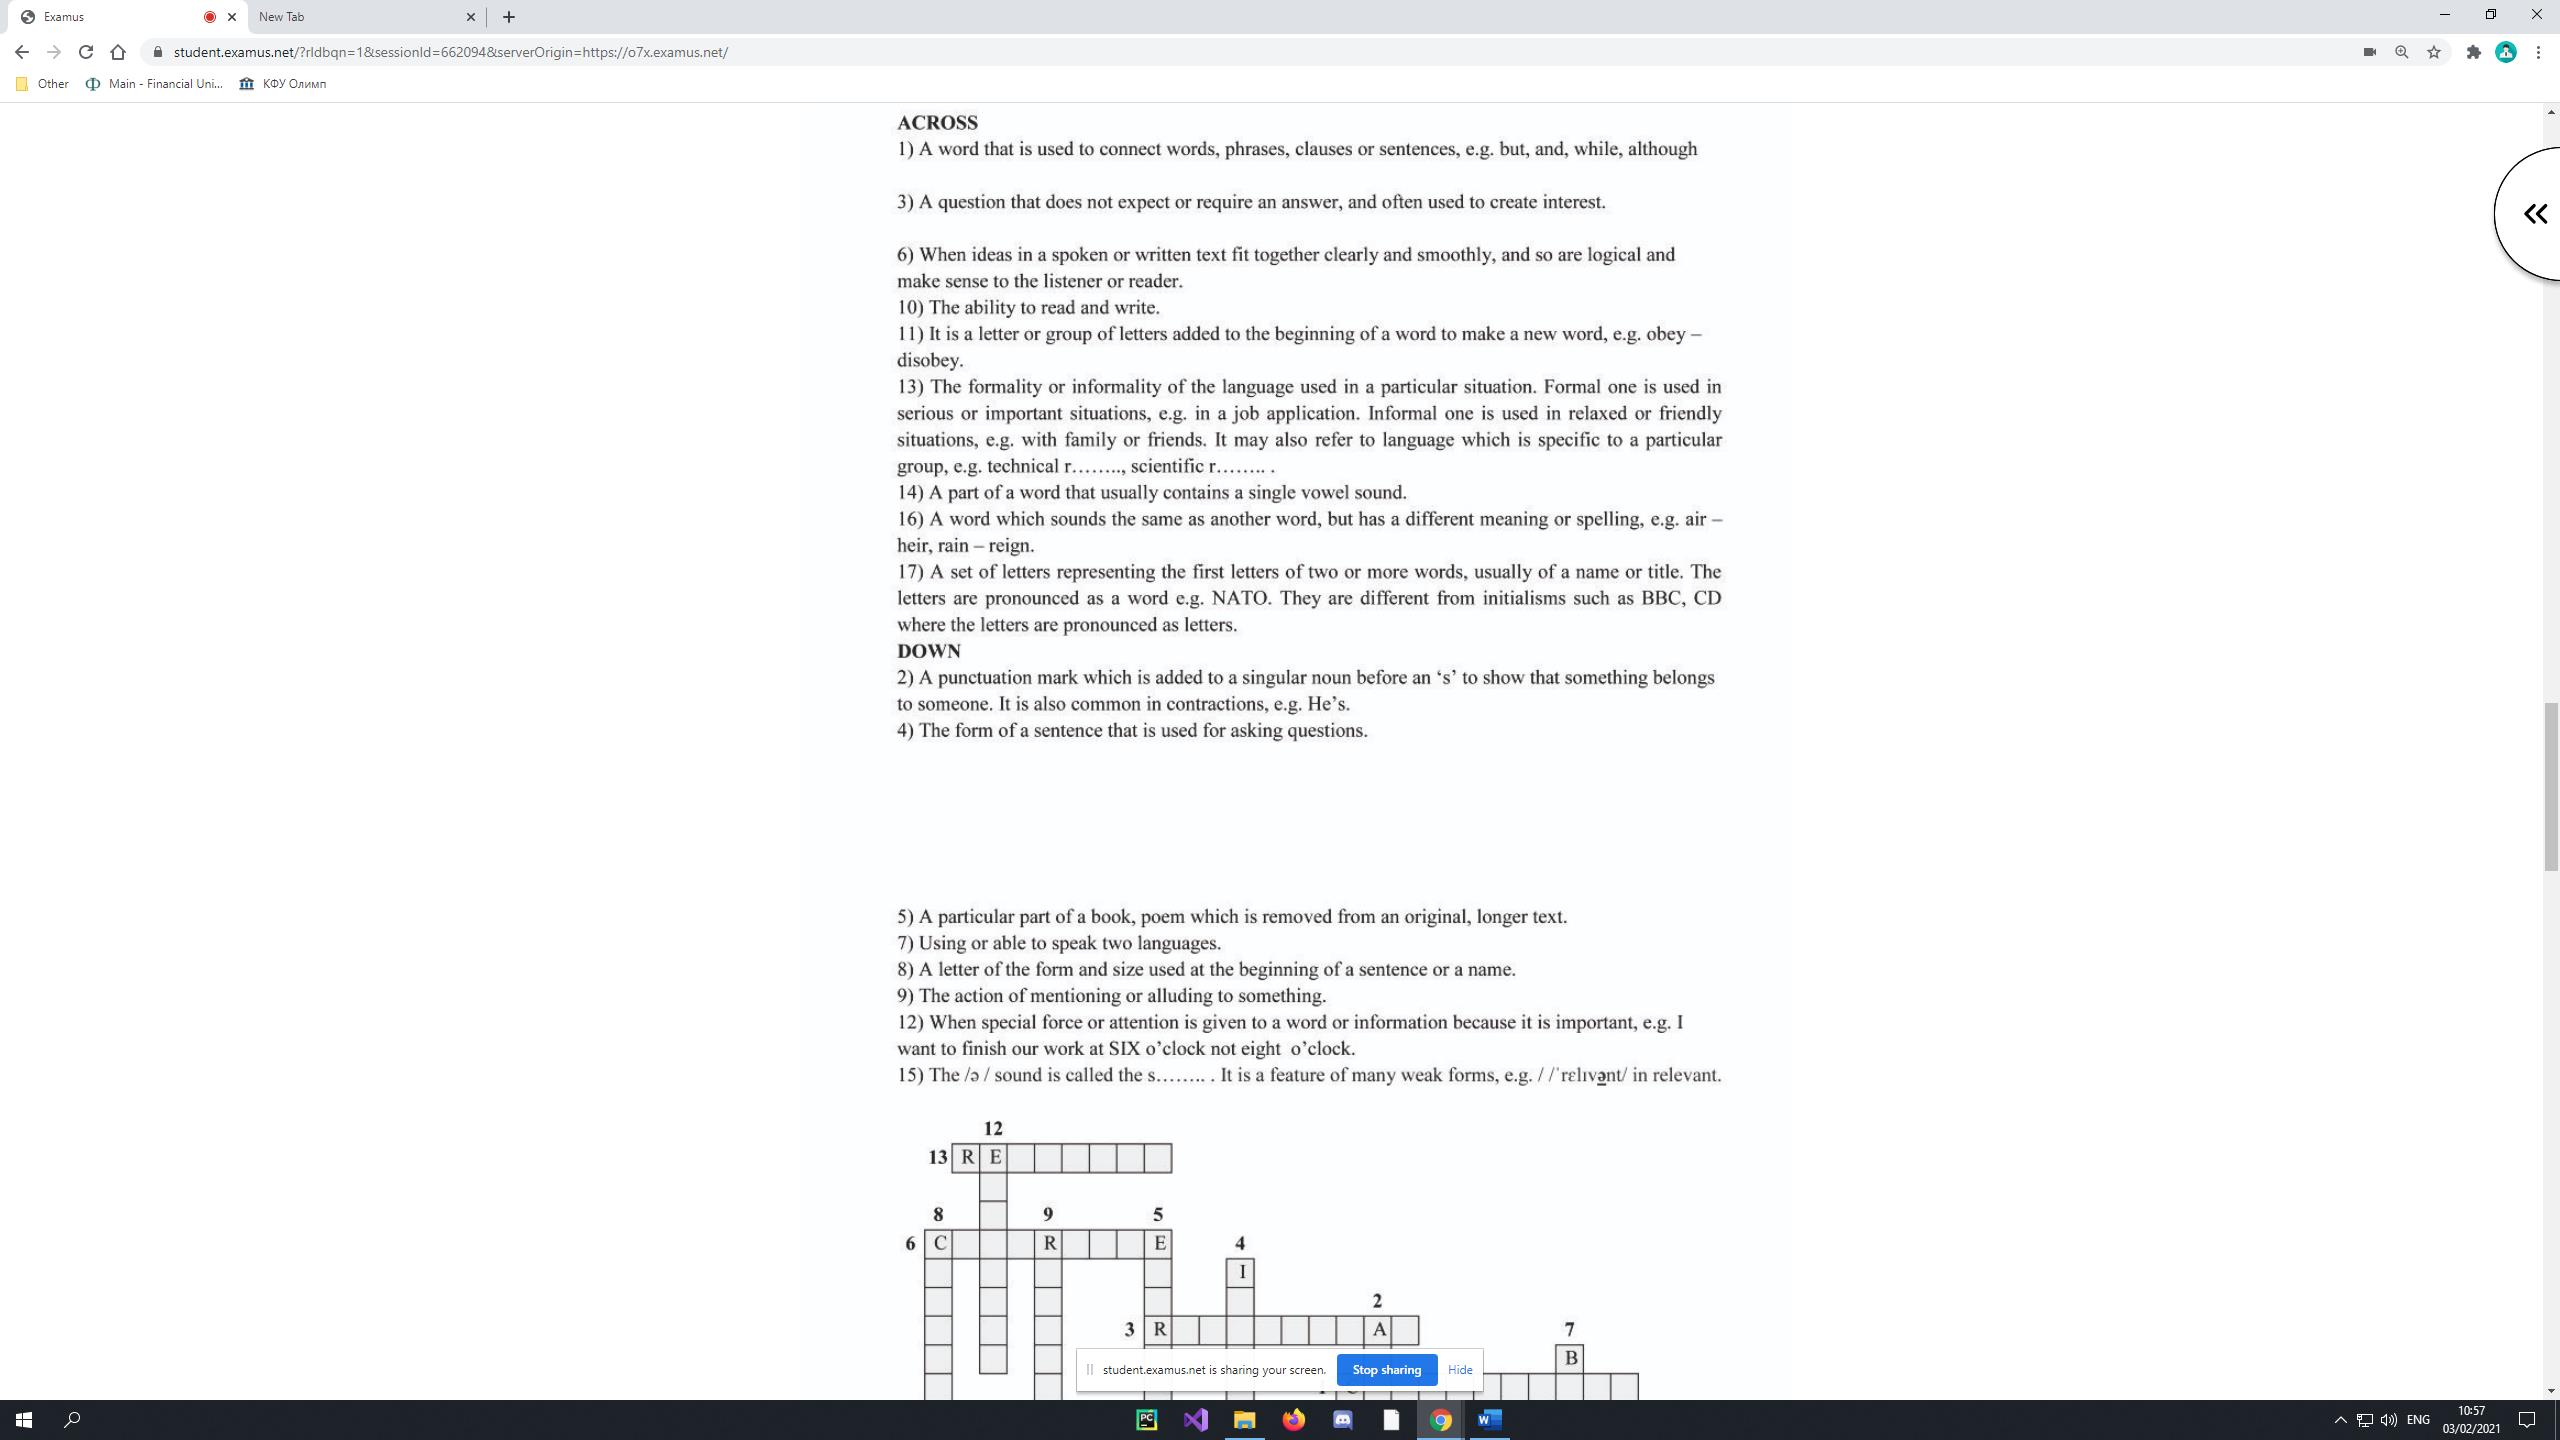 Examus
New Tab
student.examus.net/?rldbqn=1&sessionId=662094&serverOrigin=https://o7x.examus.net/
Other
Main - Financial Uni...
КФУ Олимп
ACROSS
1) A word that is used to connect words, phrases, clauses or sentences, e.g. but, and, while, although
3) A question that does not expect or require an answer, and often used to create interest.
6) When ideas in a spoken or written text fit together clearly and smoothly, and so are logical and
make sense to the listener or reader.
10) The ability to read and write.
11) It is a letter or group of letters added to the beginning of a word to make a new word, e.g. obey –
disobey.
13) The formality or informality of the language used in a particular situation. Formal one is used in
serious or important situations, e.g. in a job application. Informal one is used in relaxed or friendly
situations, e.g. with family or friends. It may also refer to language which is specific to a particular
group, e.g. technical r…….., scientific r…….. .
14) A part of a word that usually contains a single vowel sound.
16) A word which sounds the same as another word, but has a different meaning or spelling, e.g. air –
heir, rain – reign.
17) A set of letters representing the first letters of two or more words, usually of a name or title. The
letters are pronounced as a word e.g. NATO. They are different from initialisms such as BBC, CD
where the letters are pronounced as letters.
DOWN
2) A punctuation mark which is added to a singular noun before an ‘s’ to show that something belongs
to someone. It is also common in contractions, e.g. He’s.
4) The form of a sentence that is used for asking questions.
5) A particular part of a book, poem which is removed from an original, longer text.
7) Using or able to speak two languages.
8) A letter of the form and size used at the beginning of a sentence or a name.
9) The action of mentioning or alluding to something.
12) When special force or attention is given to a word or information because it is important, e.g. I
want to finish our work at SIX o’clock not eight  o’clock.
15) The /ə / sound is called the s…….. . It is a feature of many weak forms, e.g. / /ˈrɛlɪvənt/ in relevant.
12
13 R E
8 9 5
6 C R E 4
I
2
3 R A 7
B
student.examus.net is sharing your screen.
Stop sharing
Hide
ENG
10:57
03/02/2021